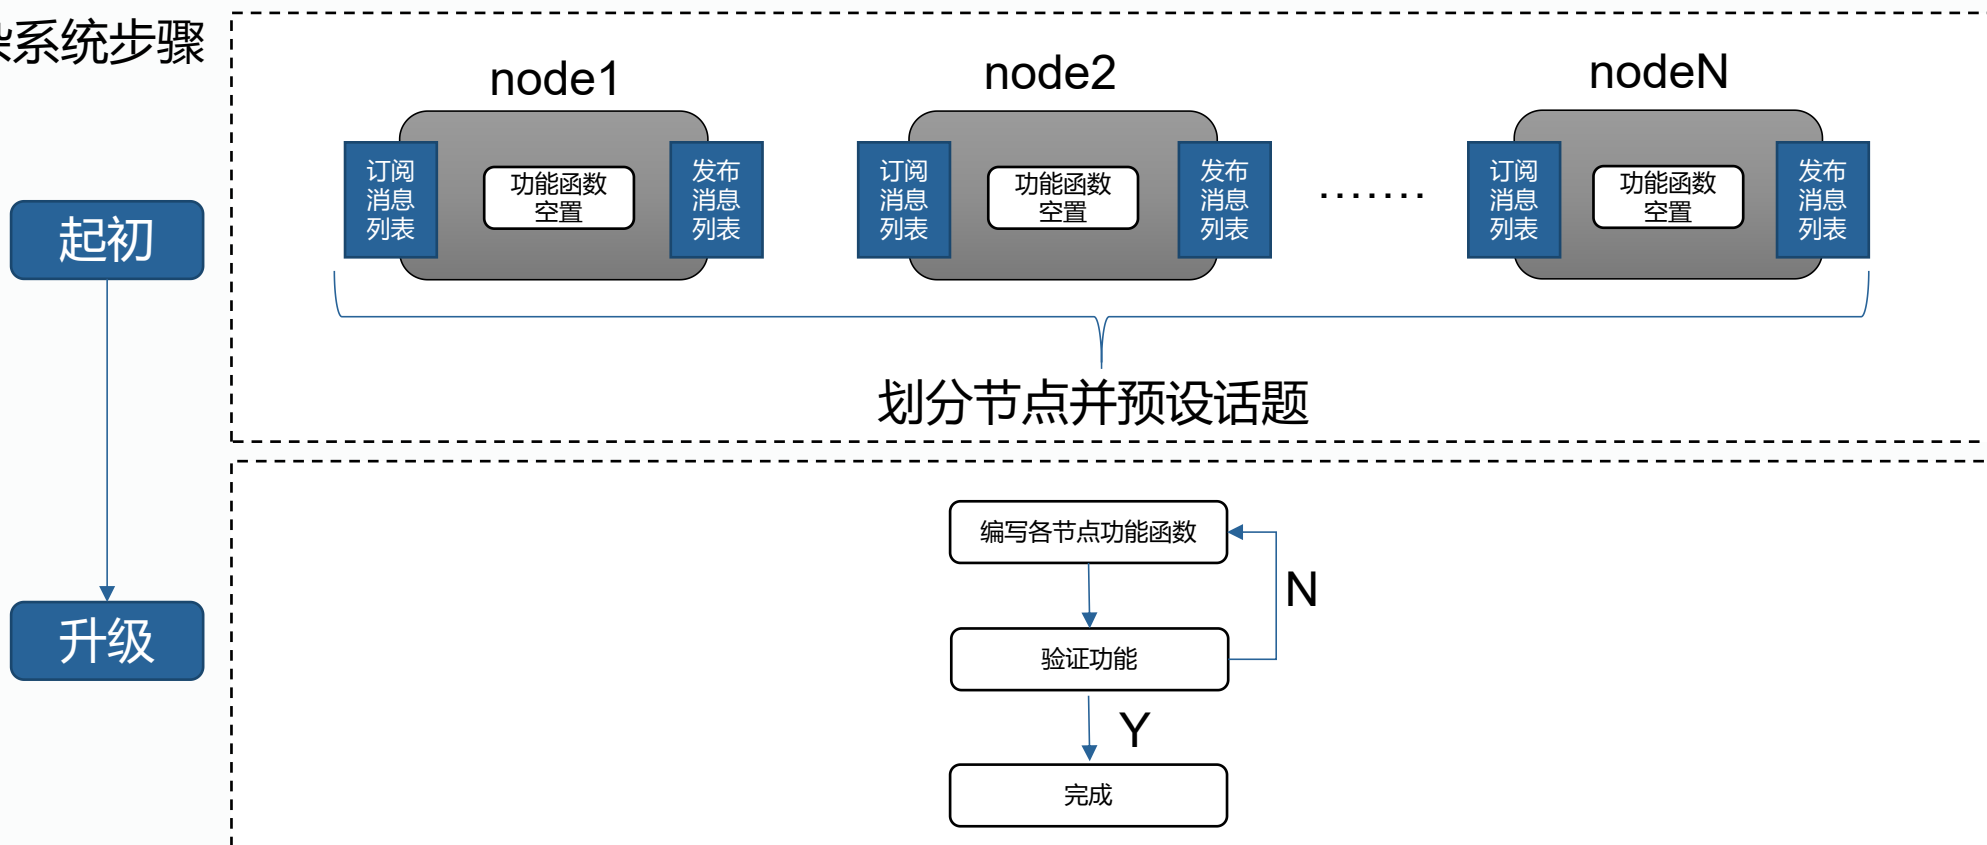 系统步骤
node1
node2
nodeN
订阅
消息
列表
功能函数
空置
发布
消息
列表
订阅
消息
列表
功能函数
空置
发布
消息
列表
.......
订阅
消息
列表
功能函数
空置
发布
消息
列表
起初
划分节点并预设话题
编写各节点功能函数
N
升级
验证功能
Y
完成